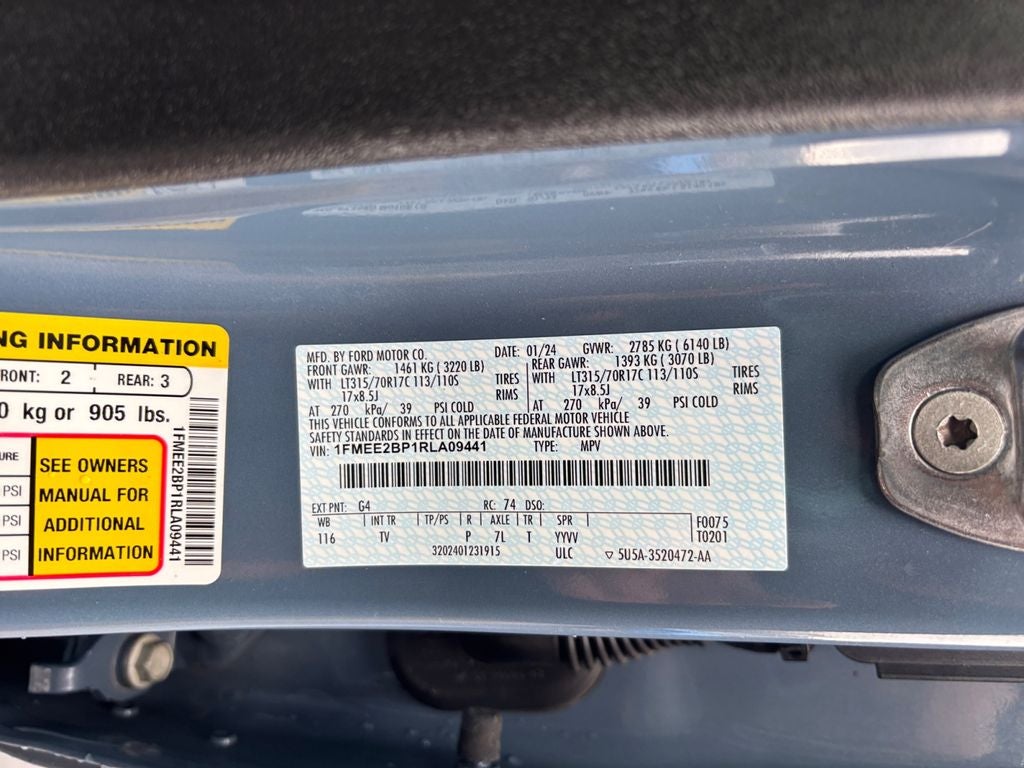 NG INFORMATION
FRONT: 2 REAR: 3
0 kg or 905 lbs.
URE
PSI
PSI
SEE OWNERS
MANUAL FOR
ADDITIONAL
INFORMATION
1FMEE2BP1RLA09441
MFD. BY FORD MOTOR CO. DATE: 01/24 GVWR: 2785 KG ( 6140 LB)
FRONT GAWR: 1461 KG ( 3220 LB) REAR GAWR: 1393 KG ( 3070 LB)
WITH LT315/70R17C 113/110S TIRES WITH LT315/70R17C 113/110S TIRES
17x8.5J RIMS 17x8.5J RIMS
AT 270 kPa/ 39 PSI COLD AT 270 kPa/ 39 PSI COLD
THIS VEHICLE CONFORMS TO ALL APPLICABLE FEDERAL MOTOR VEHICLE
SAFETY STANDARDS IN EFFECT ON THE DATE OF MANUFACTURE SHOWN ABOVE.
VIN: 1FMEE2BP1RLA09441 TYPE: MPV
EXT PNT: G4 RC: 74 DSO:
WB INT TR TP/PS R AXLE TR SPR F0075
116 TV P 7L T YYVV T0201
3202401231915 ULC ▽ 5U5A-3520472-AA